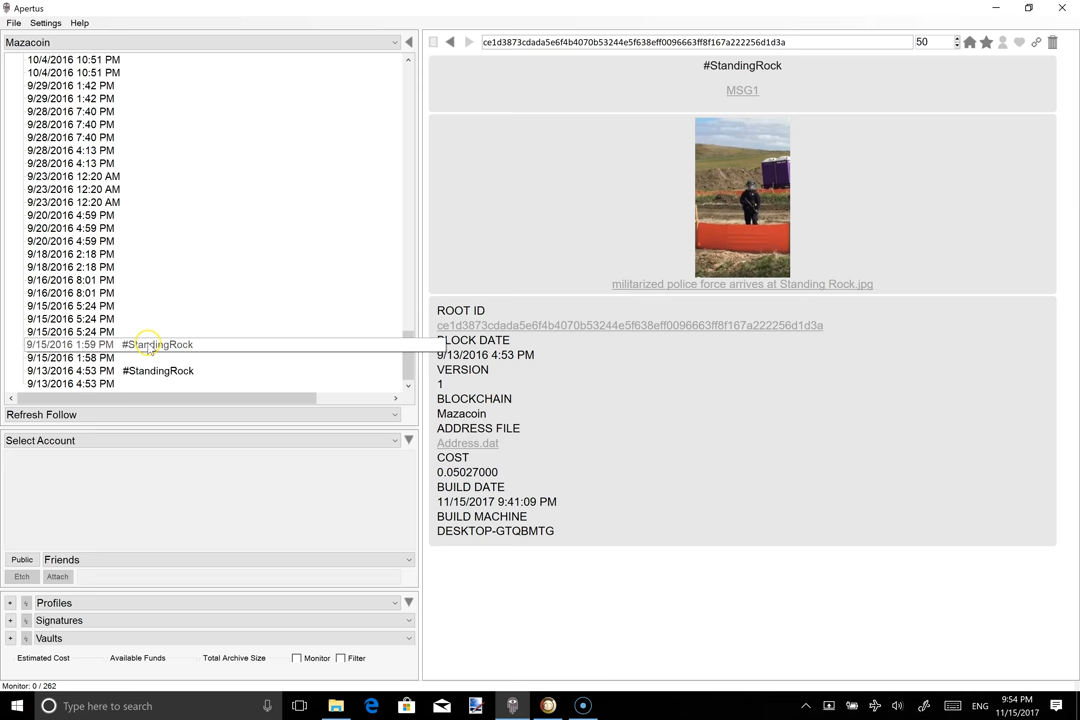 Apertus
File Settings Help
Mazacoin
ce1d3873cdada5e6f4b4070b53244e5f638eff0096663ff8f167a222256d1d3a 50
10/4/2016 10:51 PM
10/4/2016 10:51 PM
9/29/2016 1:42 PM
9/29/2016 1:42 PM
9/28/2016 7:40 PM
9/28/2016 7:40 PM
9/28/2016 7:40 PM
9/28/2016 4:13 PM
9/28/2016 4:13 PM
9/23/2016 12:20 AM
9/23/2016 12:20 AM
9/23/2016 12:20 AM
9/20/2016 4:59 PM
9/20/2016 4:59 PM
9/20/2016 4:59 PM
9/18/2016 2:18 PM
9/18/2016 2:18 PM
9/16/2016 8:01 PM
9/16/2016 8:01 PM
9/15/2016 5:24 PM
9/15/2016 5:24 PM
9/15/2016 5:24 PM
9/15/2016 1:59 PM #StandingRock
9/15/2016 1:58 PM
9/13/2016 4:53 PM #StandingRock
9/13/2016 4:53 PM
Refresh Follow
Select Account
Public Friends
Etch Attach
+ Profiles
+ Signatures
+ Vaults
Estimated Cost Available Funds Total Archive Size Monitor Filter
Monitor: 0 / 262
#StandingRock
MSG1
militarized police force arrives at Standing Rock.jpg
ROOT ID
ce1d3873cdada5e6f4b4070b53244e5f638eff0096663ff8f167a222256d1d3a
BLOCK DATE
9/13/2016 4:53 PM
VERSION
1
BLOCKCHAIN
Mazacoin
ADDRESS FILE
Address.dat
COST
0.05027000
BUILD DATE
11/15/2017 9:41:09 PM
BUILD MACHINE
DESKTOP-GTQBMTG
Type here to search
ENG
9:54 PM
11/15/2017